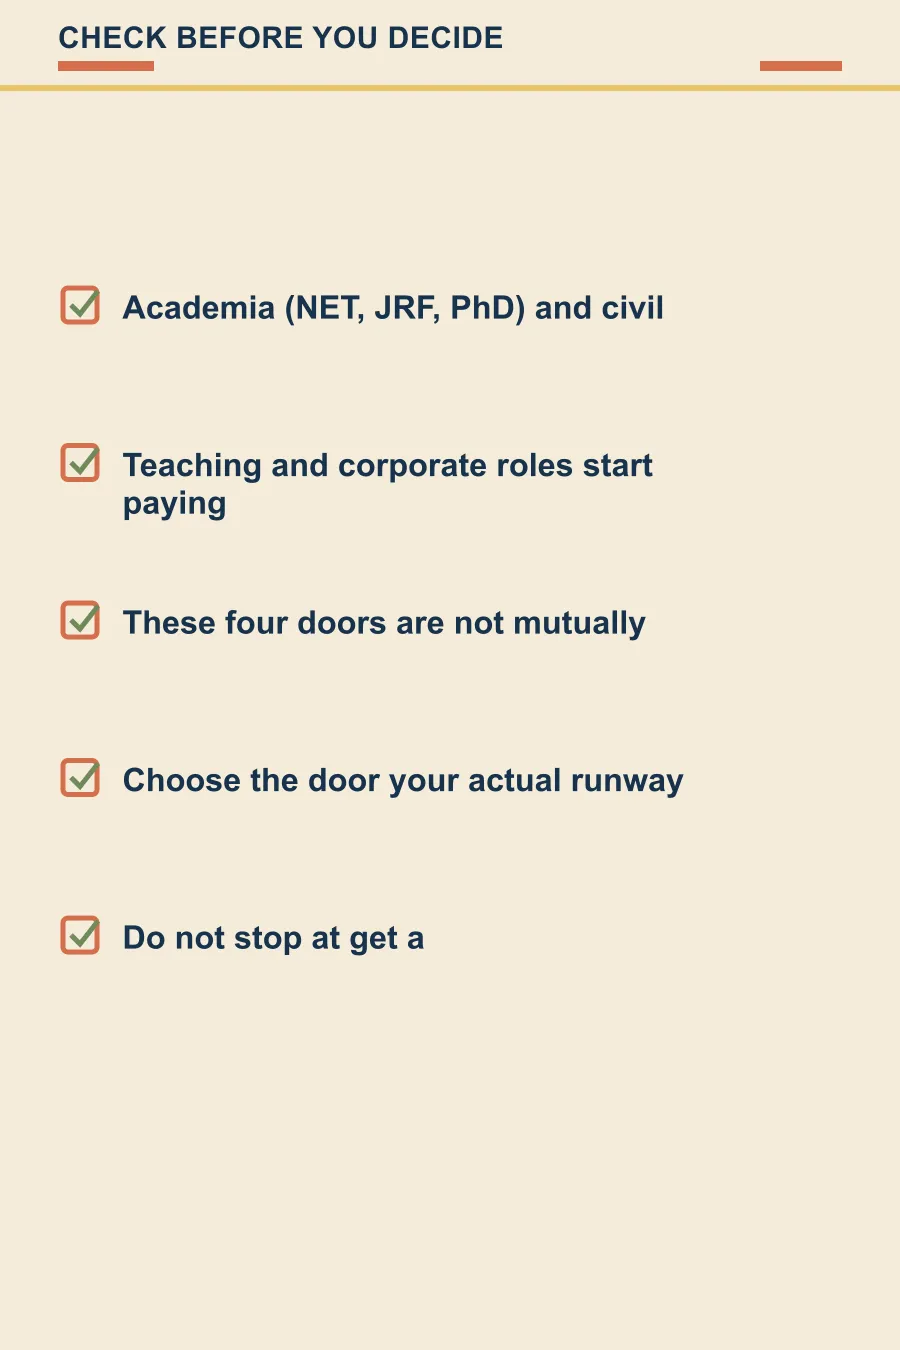 CHECK BEFORE YOU DECIDE
Academia (NET, JRF, PhD) and civil
Teaching and corporate roles start
paying
These four doors are not mutually
Choose the door your actual runway
Do not stop at get a